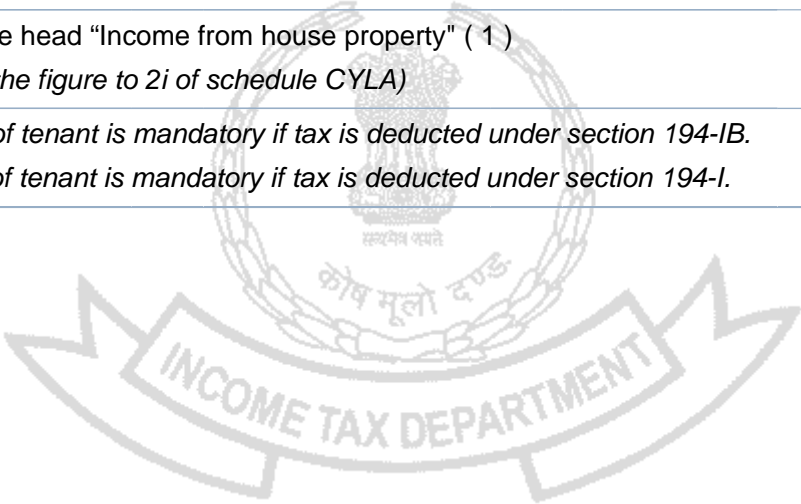 e head “Income from house property" ( 1 )
he figure to 2i of schedule CYLA)
of tenant is mandatory if tax is deducted under section 194-IB.
of tenant is mandatory if tax is deducted under section 194-I.
सत्यमेव जयते
कोष मूलो दण्डः
INCOME TAX DEPARTMENT